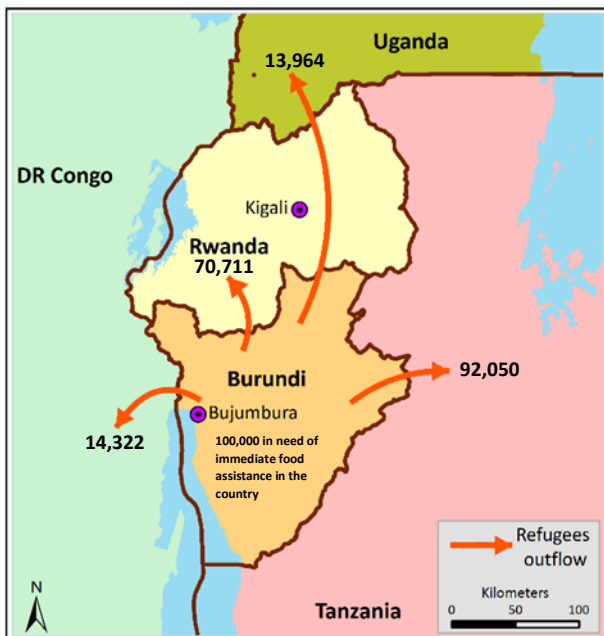 Uganda
13,964
DR Congo
Kigali
Rwanda
70,711
92,050
Burundi
Bujumbura
14,322
100,000 in need of
immediate food
assistance in the
country
Refugees
outflow
Kilometers
0 50 100
N
Tanzania